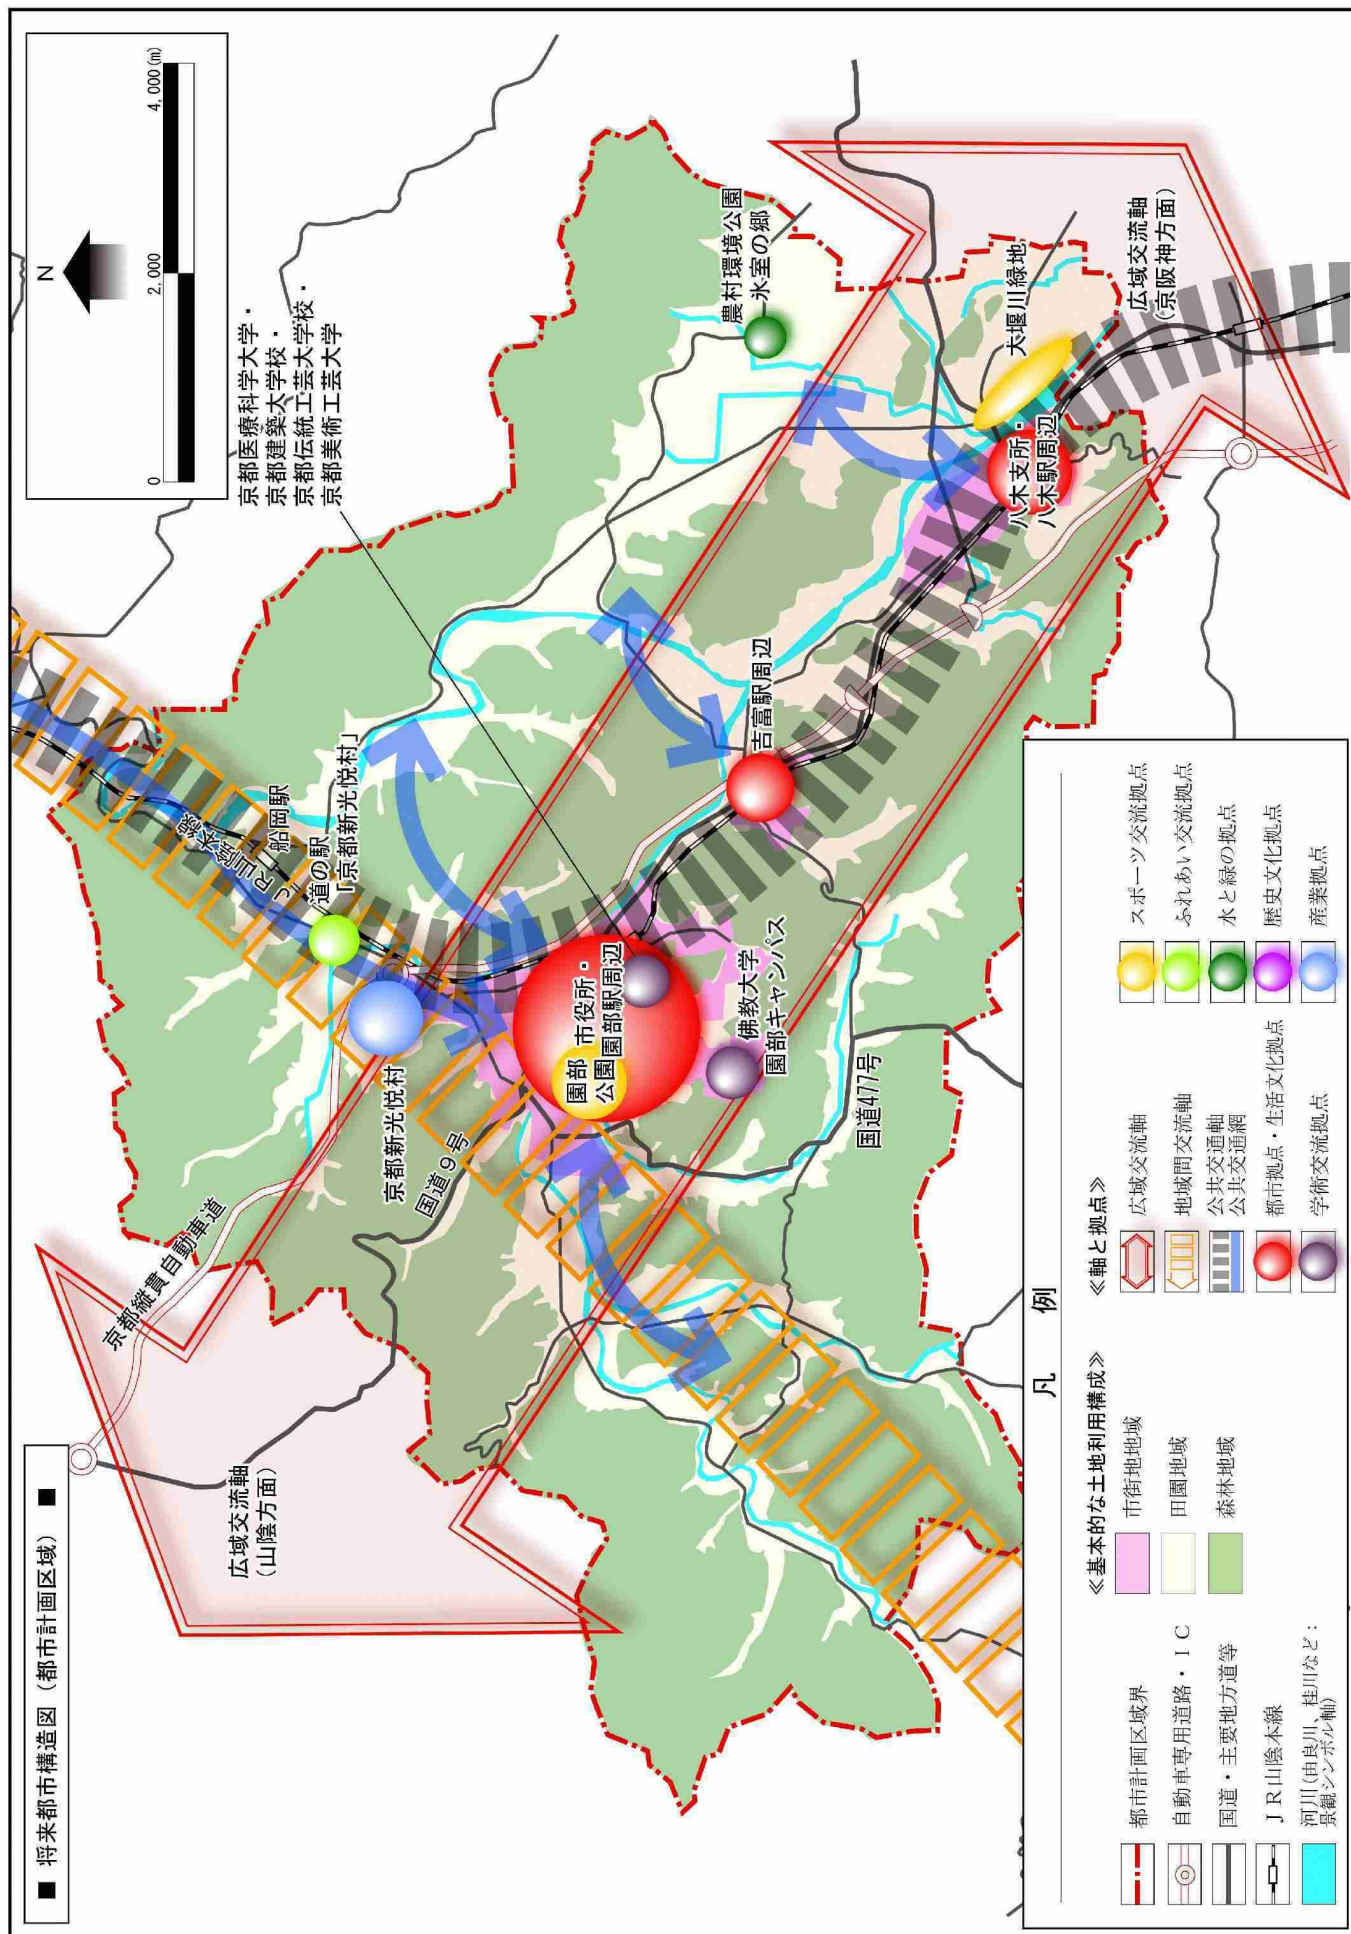 ■ 将来都市構造図（都市計画区域） ■
N
0
2,000
4,000(m)
京都医療科学大学・
京都建築大学校・
京都伝統工芸大学校・
京都美術工芸大学
広域交流軸
(山陰方面)
京都縦貫自動車道
国道９号
京都新光悦村
道の駅
「京都新光悦村」
船岡駅
ＪＲ山陰本線
園部
公園
市役所・
園部駅周辺
佛教大学
園部キャンパス
国道477号
吉富駅周辺
農村環境公園
氷室の郷
八木支所・
八木駅周辺
大堰川緑地
広域交流軸
(京阪神方面)
凡　例
都市計画区域界
自動車専用道路・ＩＣ
国道・主要地方道等
ＪＲ山陰本線
河川(由良川、桂川など：
景観シンボル軸)
≪基本的な土地利用構成≫
市街地地域
田園地域
森林地域
≪軸と拠点≫
広域交流軸
地域間交流軸
公共交通軸
公共交通網
都市拠点・生活文化拠点
学術交流拠点
スポーツ交流拠点
ふれあい交流拠点
水と緑の拠点
歴史文化拠点
産業拠点